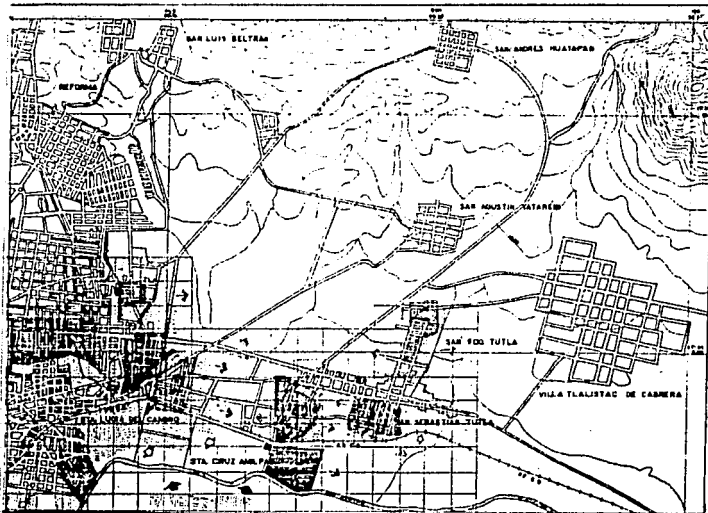 SAN LUIS BELTRAN
SAN ANDRES HUAYAPAN
REFORMA
SAN AGUSTIN YATARENI
SAN FCO. TUTLA
VILLA TLALISTAC DE CABRERA
STA. LUCIA DEL CAMINO
SAN SEBASTIAN TUTLA
STA. CRUZ AMILPAS